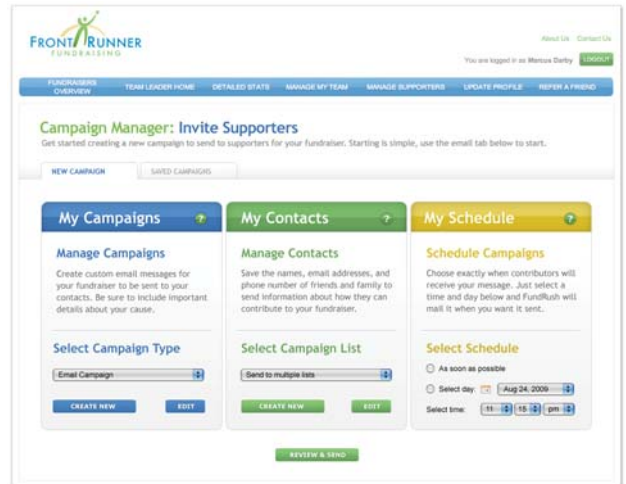 FRONT RUNNER
FUNDRAISING
About Us Contact Us
You are logged in as Marcus Darby LOGOUT
FUNDRAISERS OVERVIEW TEAM LEADER HOME DETAILED STATS MANAGE MY TEAM MANAGE SUPPORTERS UPDATE PROFILE REFER A FRIEND
Campaign Manager: Invite Supporters
Get started creating a new campaign to send to supporters for your fundraiser. Starting is simple, use the email tab below to start.
NEW CAMPAIGN SAVED CAMPAIGNS
My Campaigns ?
Manage Campaigns
Create custom email messages for
your fundraiser to be sent to your
contacts. Be sure to include important
details about your cause.
Select Campaign Type
Email Campaign
CREATE NEW EDIT
My Contacts ?
Manage Contacts
Save the names, email addresses, and
phone number of friends and family to
send information about how they can
contribute to your fundraiser.
Select Campaign List
Send to multiple lists
CREATE NEW EDIT
My Schedule ?
Schedule Campaigns
Choose exactly when contributors will
receive your message. Just select a
time and day below and FundRush will
mail it when you want it sent.
Select Schedule
As soon as possible
Select day: Aug 24, 2009
Select time: 11 15 pm
REVIEW & SEND